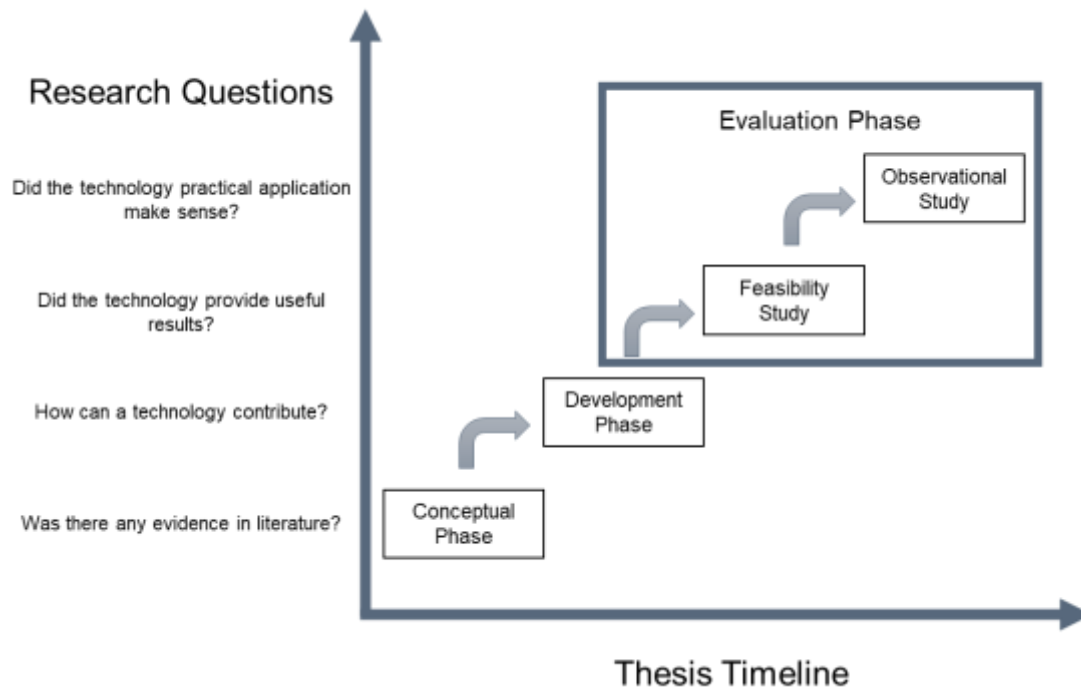 Research Questions
Evaluation Phase
Did the technology practical application
make sense?
Observational
Study
Did the technology provide useful
results?
Feasibility
Study
How can a technology contribute?
Development
Phase
Was there any evidence in literature?
Conceptual
Phase
Thesis Timeline